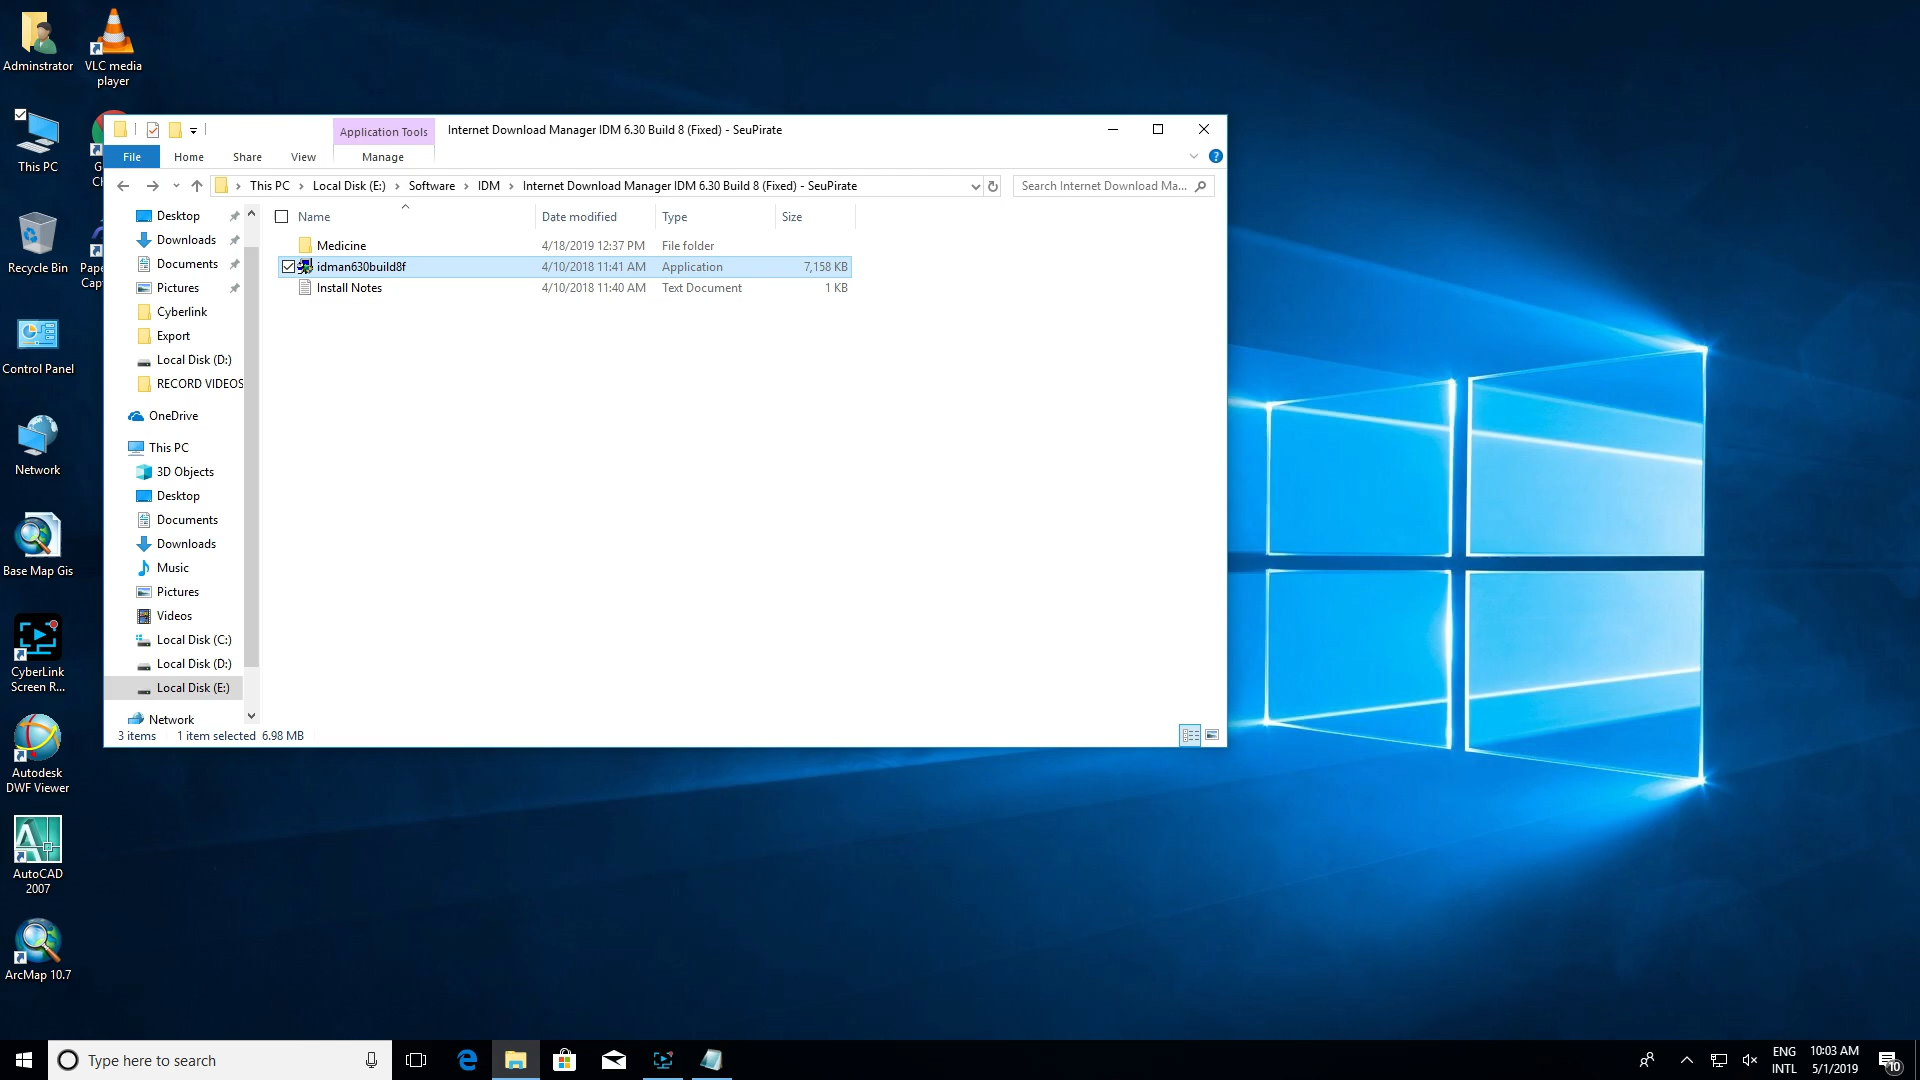 Adminstrator
VLC media
player
This PC
Recycle Bin
Control Panel
Network
Base Map Gis
CyberLink
Screen R...
Autodesk
DWF Viewer
AutoCAD
2007
ArcMap 10.7
Application Tools
Internet Download Manager IDM 6.30 Build 8 (Fixed) - SeuPirate
File
Home
Share
View
Manage
This PC
Local Disk (E:)
Software
IDM
Internet Download Manager IDM 6.30 Build 8 (Fixed) - SeuPirate
Search Internet Download Ma...
Desktop
Downloads
Documents
Pictures
Cyberlink
Export
Local Disk (D:)
RECORD VIDEOS
OneDrive
This PC
3D Objects
Desktop
Documents
Downloads
Music
Pictures
Videos
Local Disk (C:)
Local Disk (D:)
Local Disk (E:)
Network
Name Date modified Type Size
Medicine 4/18/2019 12:37 PM File folder
idman630build8f 4/10/2018 11:41 AM Application 7,158 KB
Install Notes 4/10/2018 11:40 AM Text Document 1 KB
3 items 1 item selected 6.98 MB
Type here to search
ENG
INTL
10:03 AM
5/1/2019
10